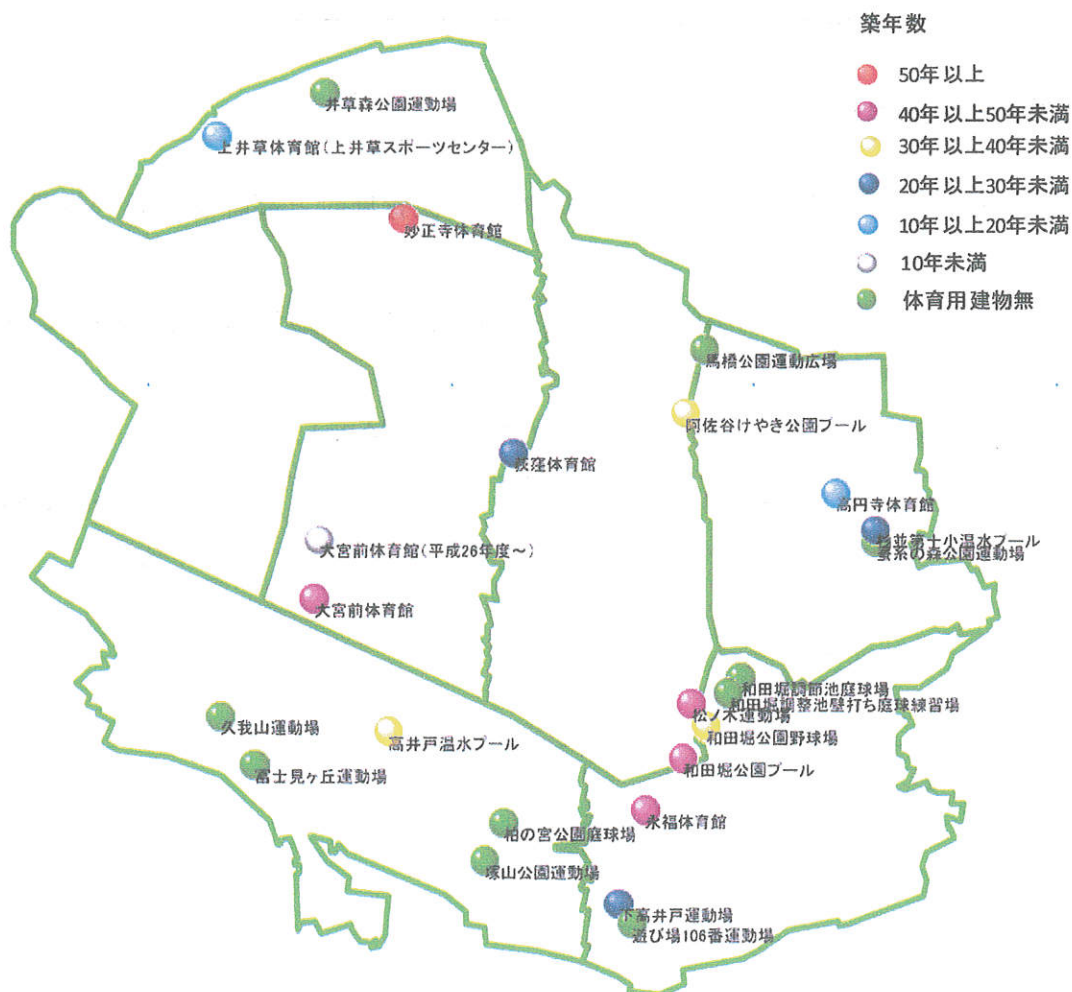 築年数
50年以上
40年以上50年未満
30年以上40年未満
20年以上30年未満
10年以上20年未満
10年未満
体育用建物無
井草森公園運動場
上井草体育館(上井草スポーツセンター)
妙正寺体育館
馬橋公園運動広場
阿佐谷けやき公園プール
荻窪体育館
高円寺体育館
杉並第十小温水プール
蚕糸の森公園運動場
大宮前体育館(平成26年度～)
大宮前体育館
和田堀調節池庭球場
和田堀調整池壁打ち庭球練習場
松ノ木運動場
和田堀公園野球場
久我山運動場
高井戸温水プール
富士見ヶ丘運動場
和田堀公園プール
永福体育館
柏の宮公園庭球場
塚山公園運動場
下高井戸運動場
遊び場106番運動場